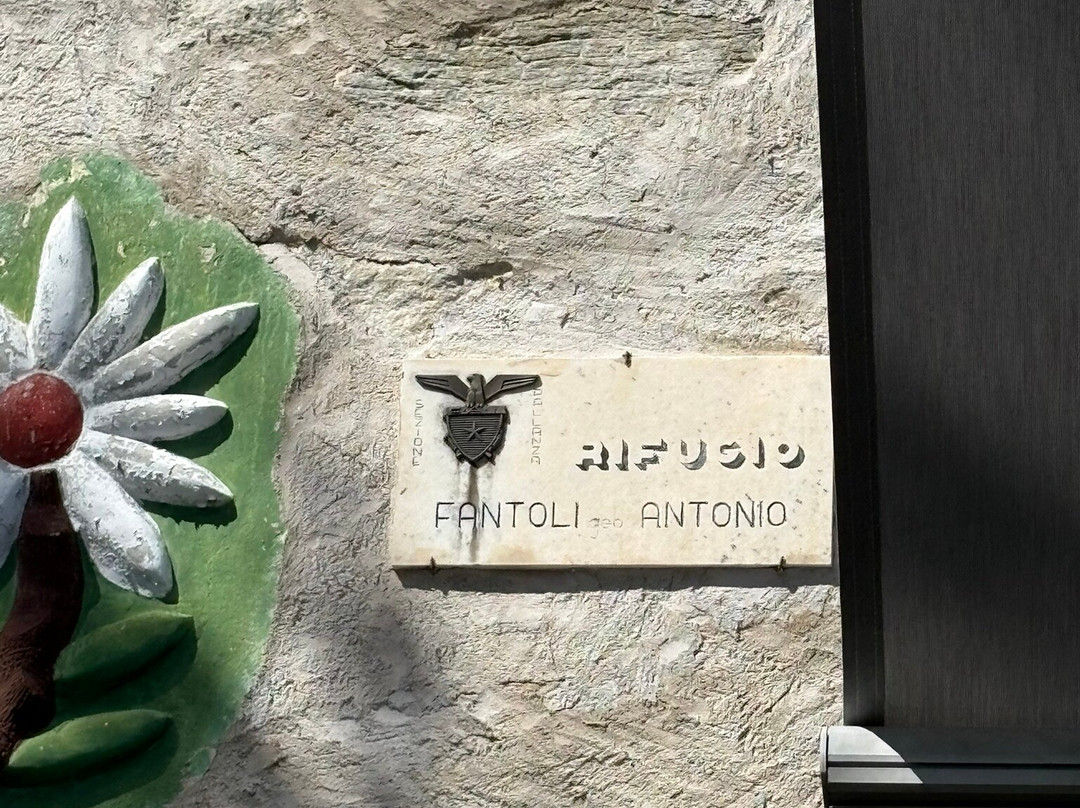 SEZIONE
PALLANZA
RIFUGIO
FANTOLI geo ANTONIO